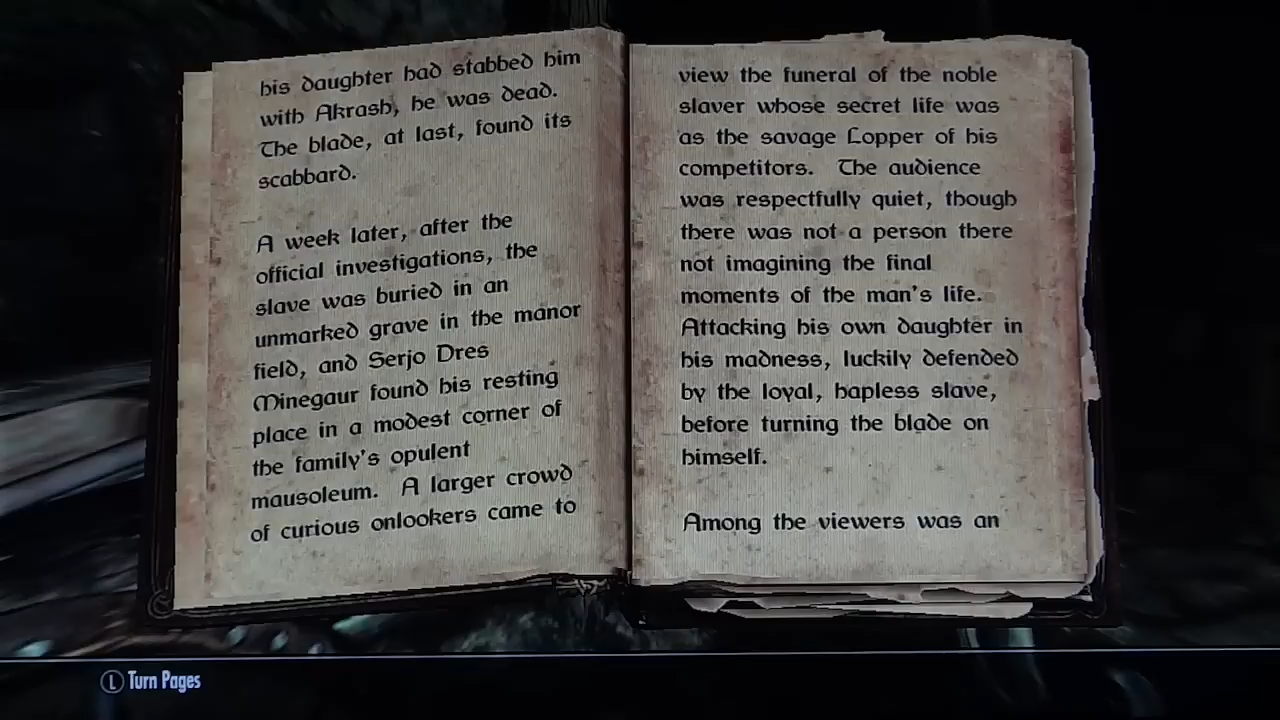 his daughter had stabbed him
with Akrash, he was dead.
The blade, at last, found its
scabbard.
A week later, after the
official investigations, the
slave was buried in an
unmarked grave in the manor
field, and Serjo Dres
Minegaur found his resting
place in a modest corner of
the family's opulent
mausoleum. A larger crowd
of curious onlookers came to
view the funeral of the noble
slaver whose secret life was
as the savage Lopper of his
competitors. The audience
was respectfully quiet, though
there was not a person there
not imagining the final
moments of the man's life.
Attacking his own daughter in
his madness, luckily defended
by the loyal, hapless slave,
before turning the blade on
himself.
Among the viewers was an
L Turn Pages